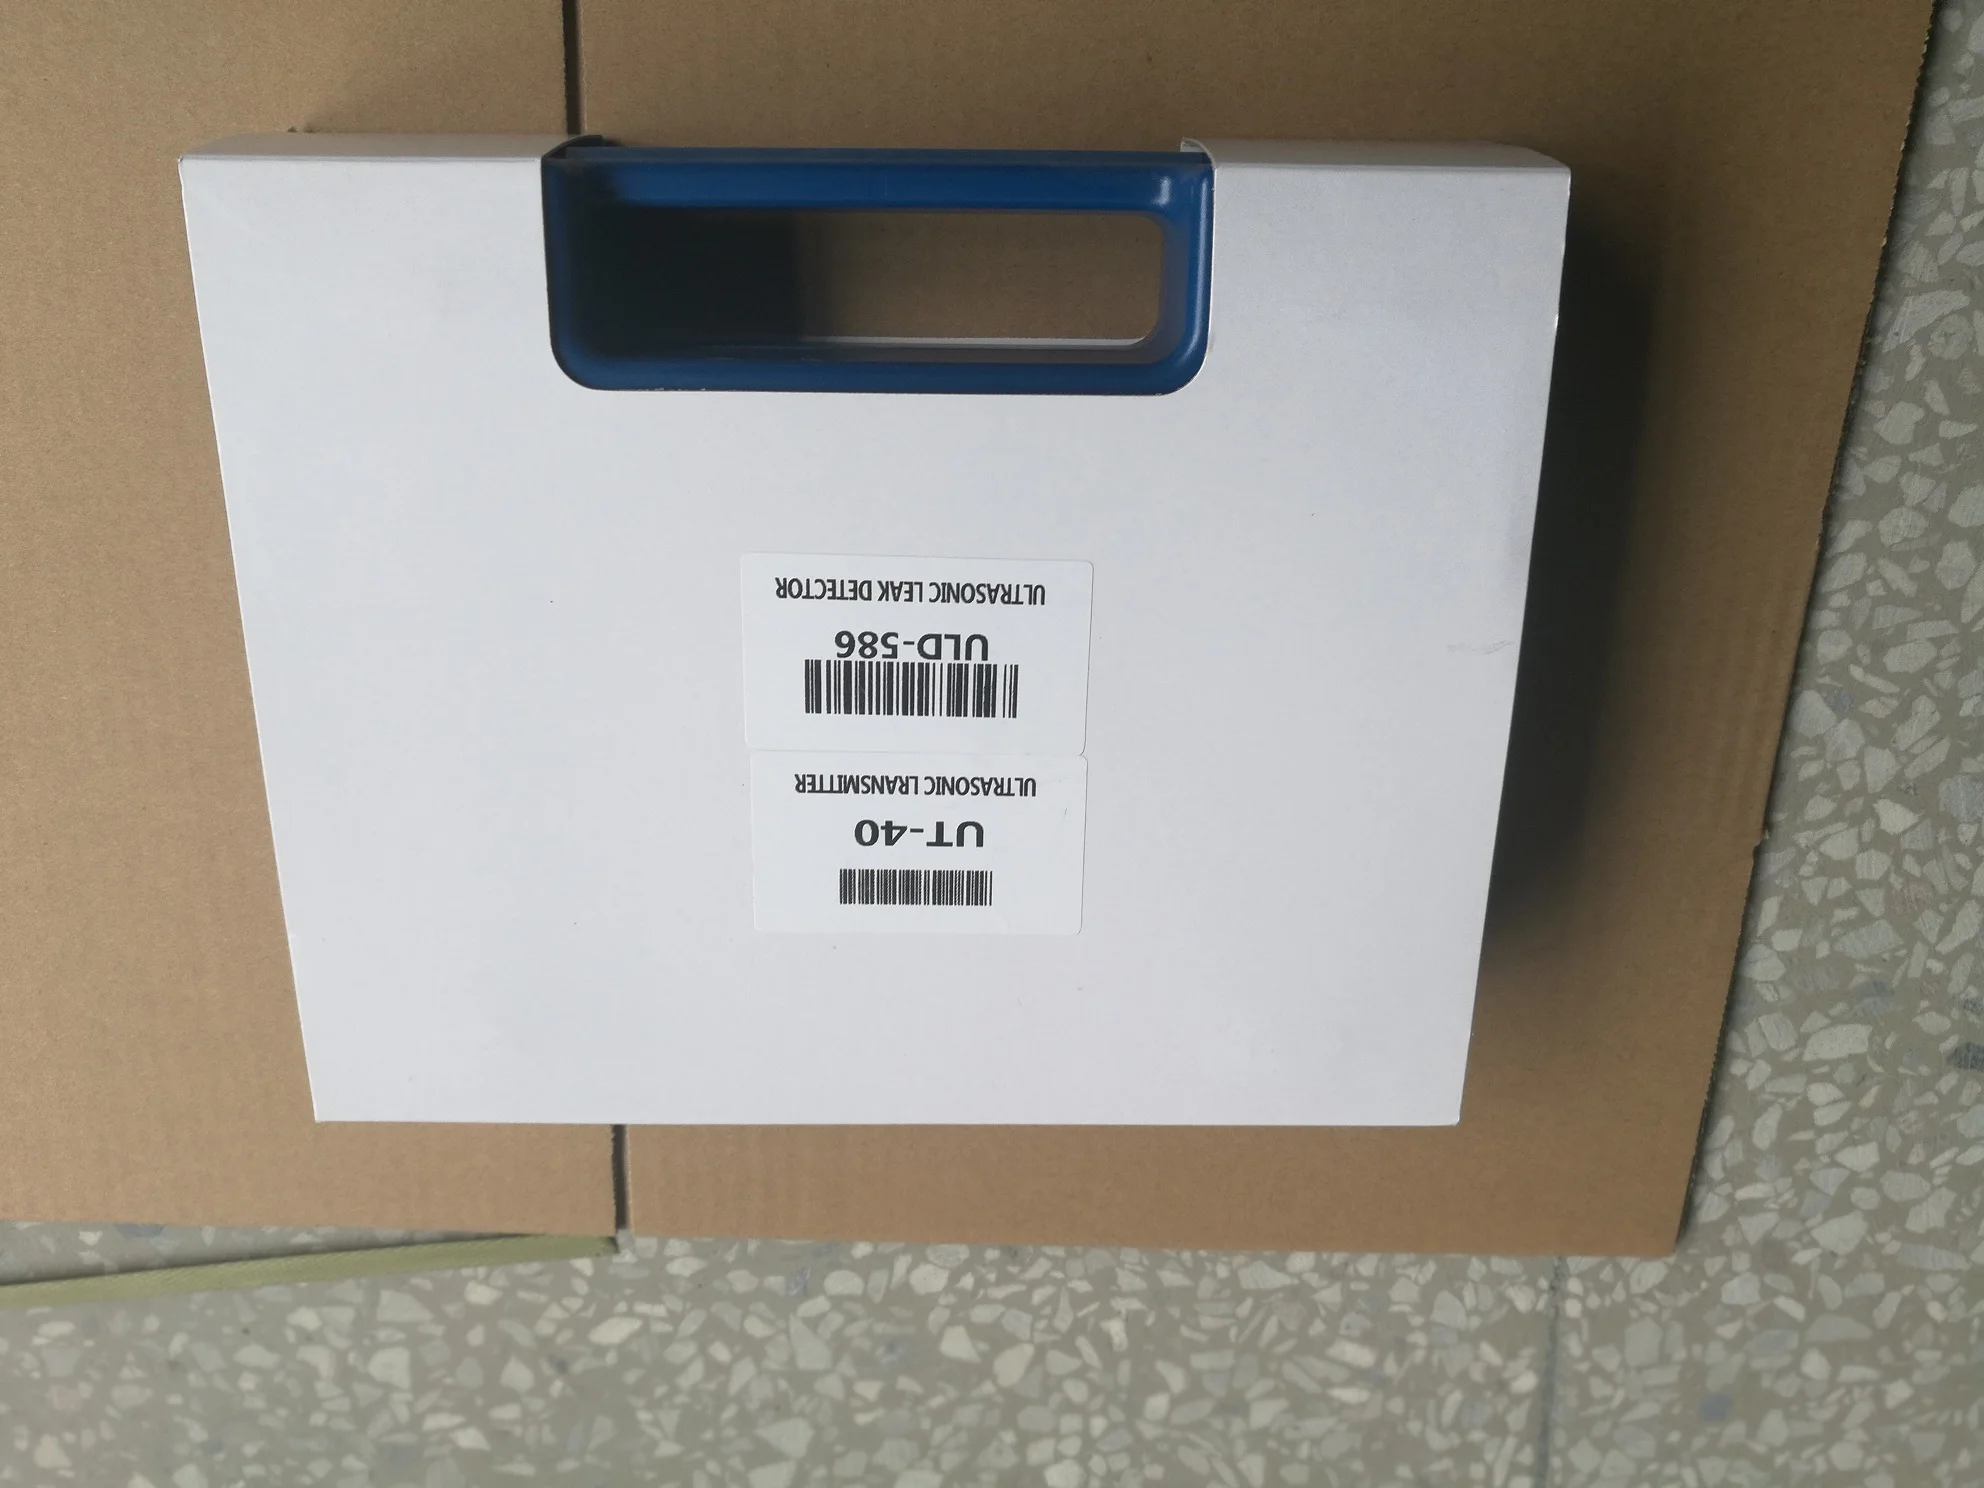 UT-40
ULTRASONIC LRANSMITTER
ULD-586
ULTRASONIC LEAK DETECTOR